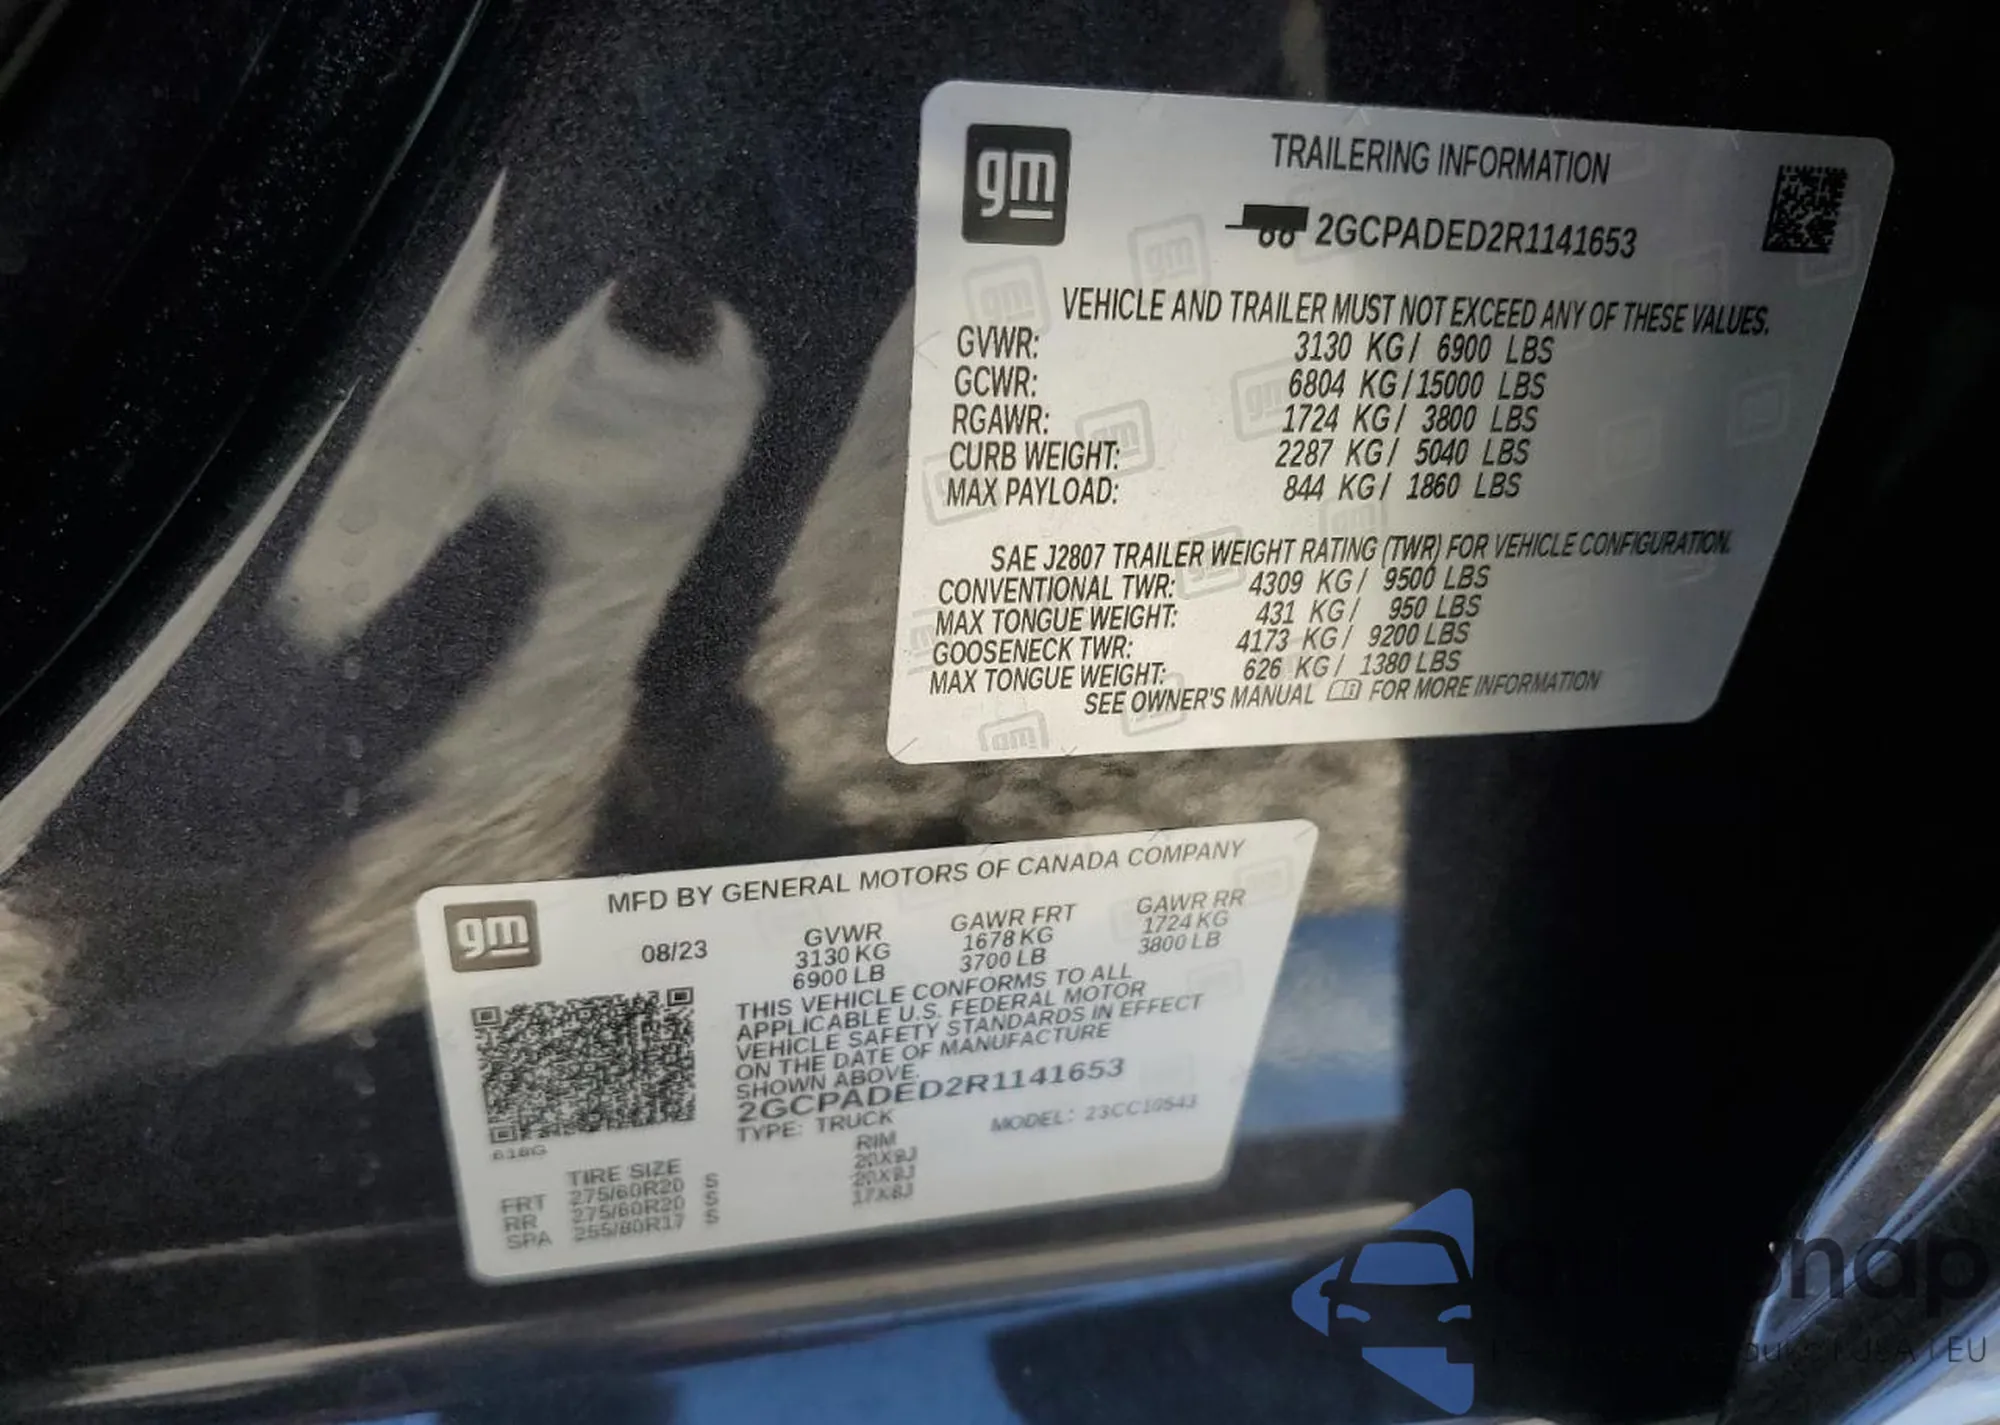 gm
TRAILERING INFORMATION
2GCPADED2R1141653
VEHICLE AND TRAILER MUST NOT EXCEED ANY OF THESE VALUES.
GVWR: 3130 KG / 6900 LBS
GCWR: 6804 KG / 15000 LBS
RGAWR: 1724 KG / 3800 LBS
CURB WEIGHT: 2287 KG / 5040 LBS
MAX PAYLOAD: 844 KG / 1860 LBS
SAE J2807 TRAILER WEIGHT RATING (TWR) FOR VEHICLE CONFIGURATION.
CONVENTIONAL TWR: 4309 KG / 9500 LBS
MAX TONGUE WEIGHT: 431 KG / 950 LBS
GOOSENECK TWR: 4173 KG / 9200 LBS
MAX TONGUE WEIGHT: 626 KG / 1380 LBS
SEE OWNER'S MANUAL FOR MORE INFORMATION
gm
MFD BY GENERAL MOTORS OF CANADA COMPANY
08/23 GVWR GAWR FRT GAWR RR
3130 KG 1678 KG 1724 KG
6900 LB 3700 LB 3800 LB
THIS VEHICLE CONFORMS TO ALL
APPLICABLE U.S. FEDERAL MOTOR
VEHICLE SAFETY STANDARDS IN EFFECT
ON THE DATE OF MANUFACTURE
SHOWN ABOVE.
2GCPADED2R1141653
TYPE: TRUCK MODEL: 23CC10543
618G
TIRE SIZE RIM
FRT 275/60R20 S 20X9J
RR 275/60R20 S 20X9J
SPA 255/80R17 S 17X8J
EU